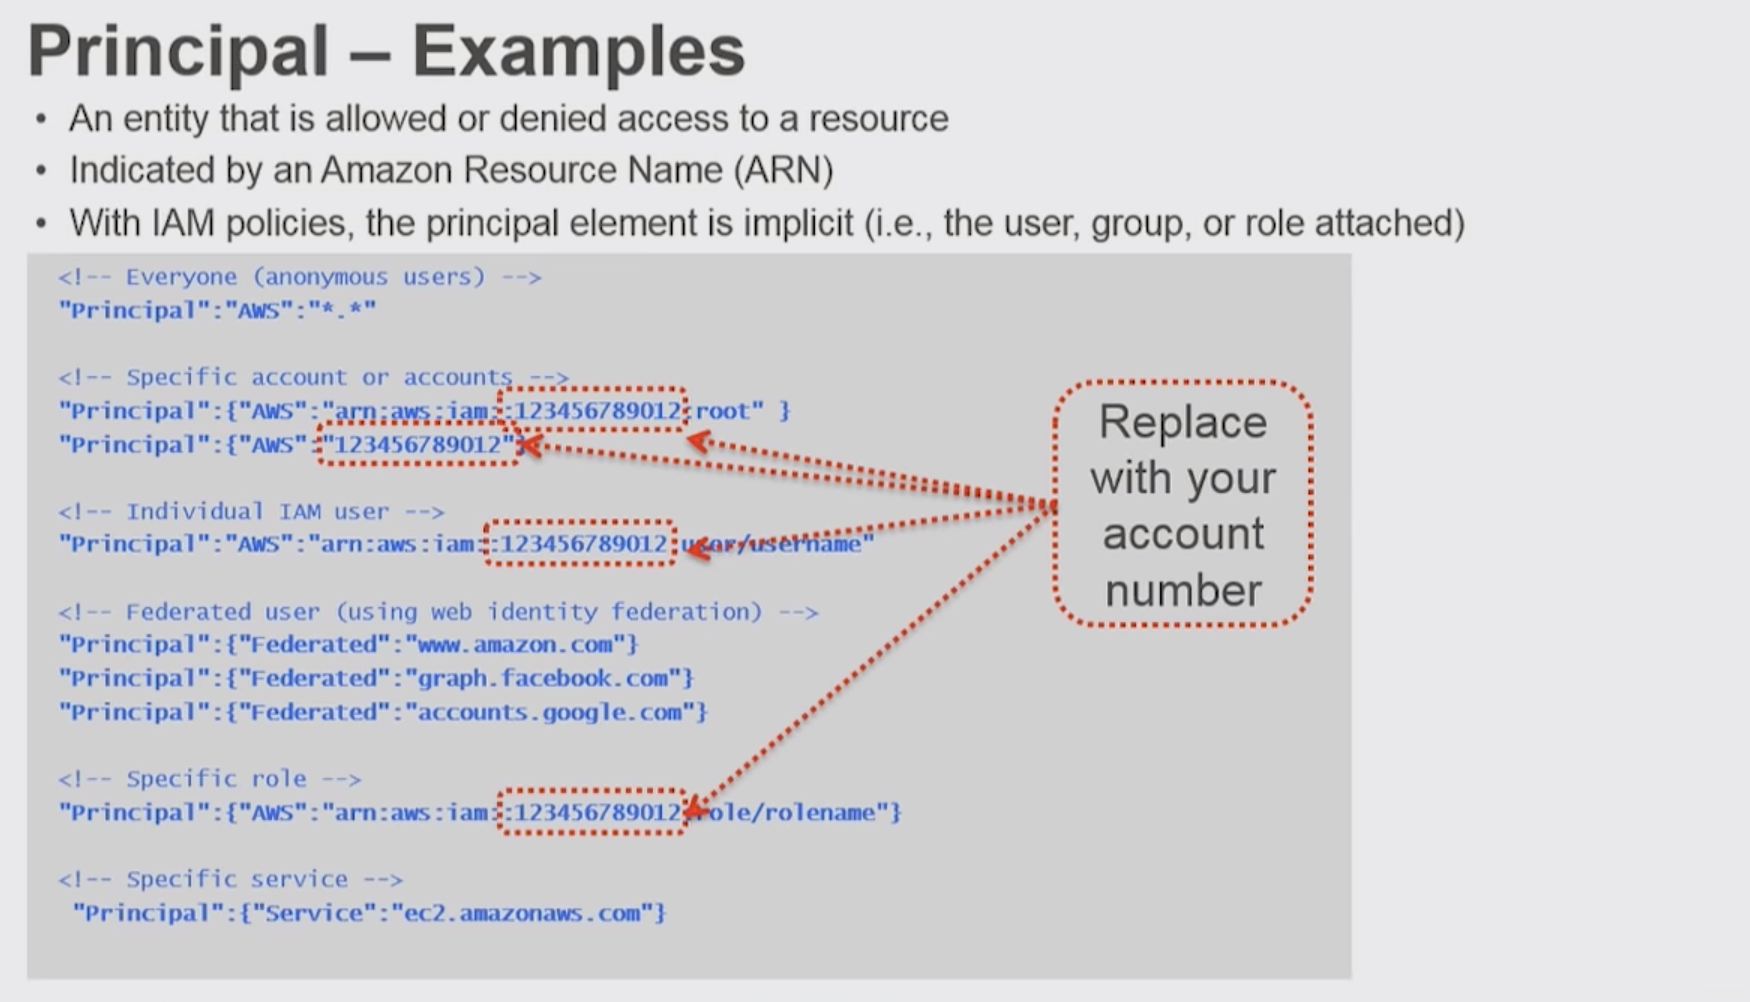 Principal – Examples
• An entity that is allowed or denied access to a resource
• Indicated by an Amazon Resource Name (ARN)
• With IAM policies, the principal element is implicit (i.e., the user, group, or role attached)
<!-- Everyone (anonymous users) -->
"Principal":"AWS":"*.*"
<!-- Specific account or accounts -->
"Principal":{"AWS":"arn:aws:iam::123456789012:root" }
"Principal":{"AWS":"123456789012"}
<!-- Individual IAM user -->
"Principal":"AWS":"arn:aws:iam::123456789012:user/username"
<!-- Federated user (using web identity federation) -->
"Principal":{"Federated":"www.amazon.com"}
"Principal":{"Federated":"graph.facebook.com"}
"Principal":{"Federated":"accounts.google.com"}
<!-- Specific role -->
"Principal":{"AWS":"arn:aws:iam::123456789012:role/rolename"}
<!-- Specific service -->
"Principal":{"Service":"ec2.amazonaws.com"}
Replace
with your
account
number